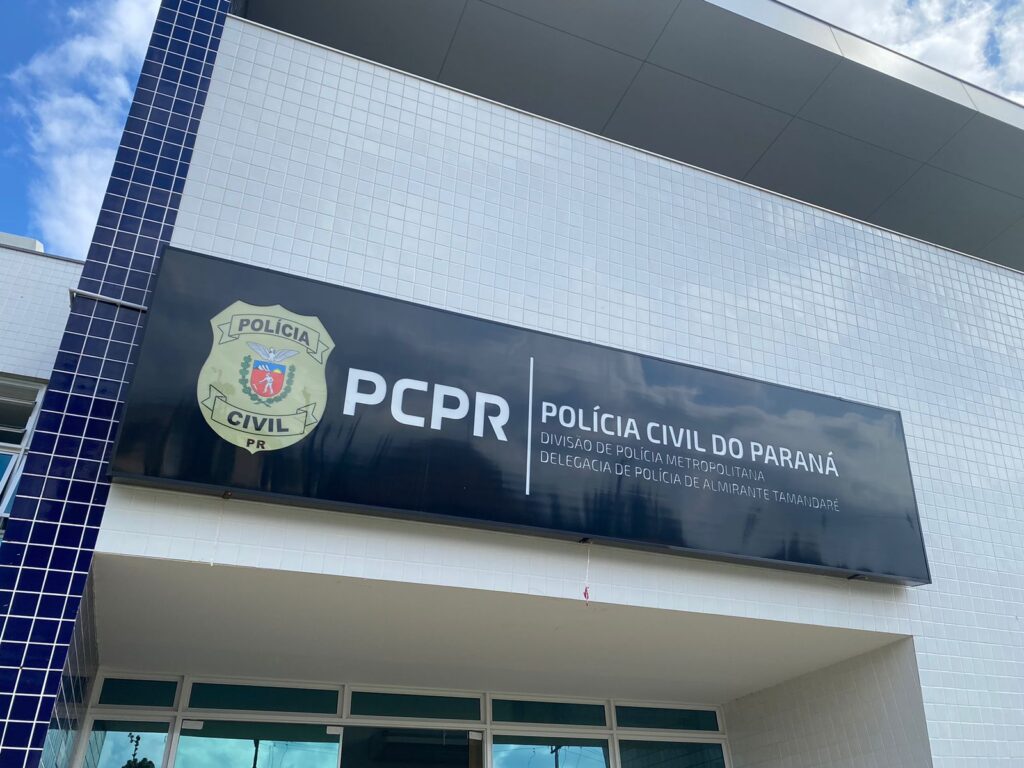 POLÍCIA
CIVIL
PR
PCPR
POLÍCIA CIVIL DO PARANÁ
DIVISÃO DE POLÍCIA METROPOLITANA
DELEGACIA DE POLÍCIA DE ALMIRANTE TAMANDARÉ